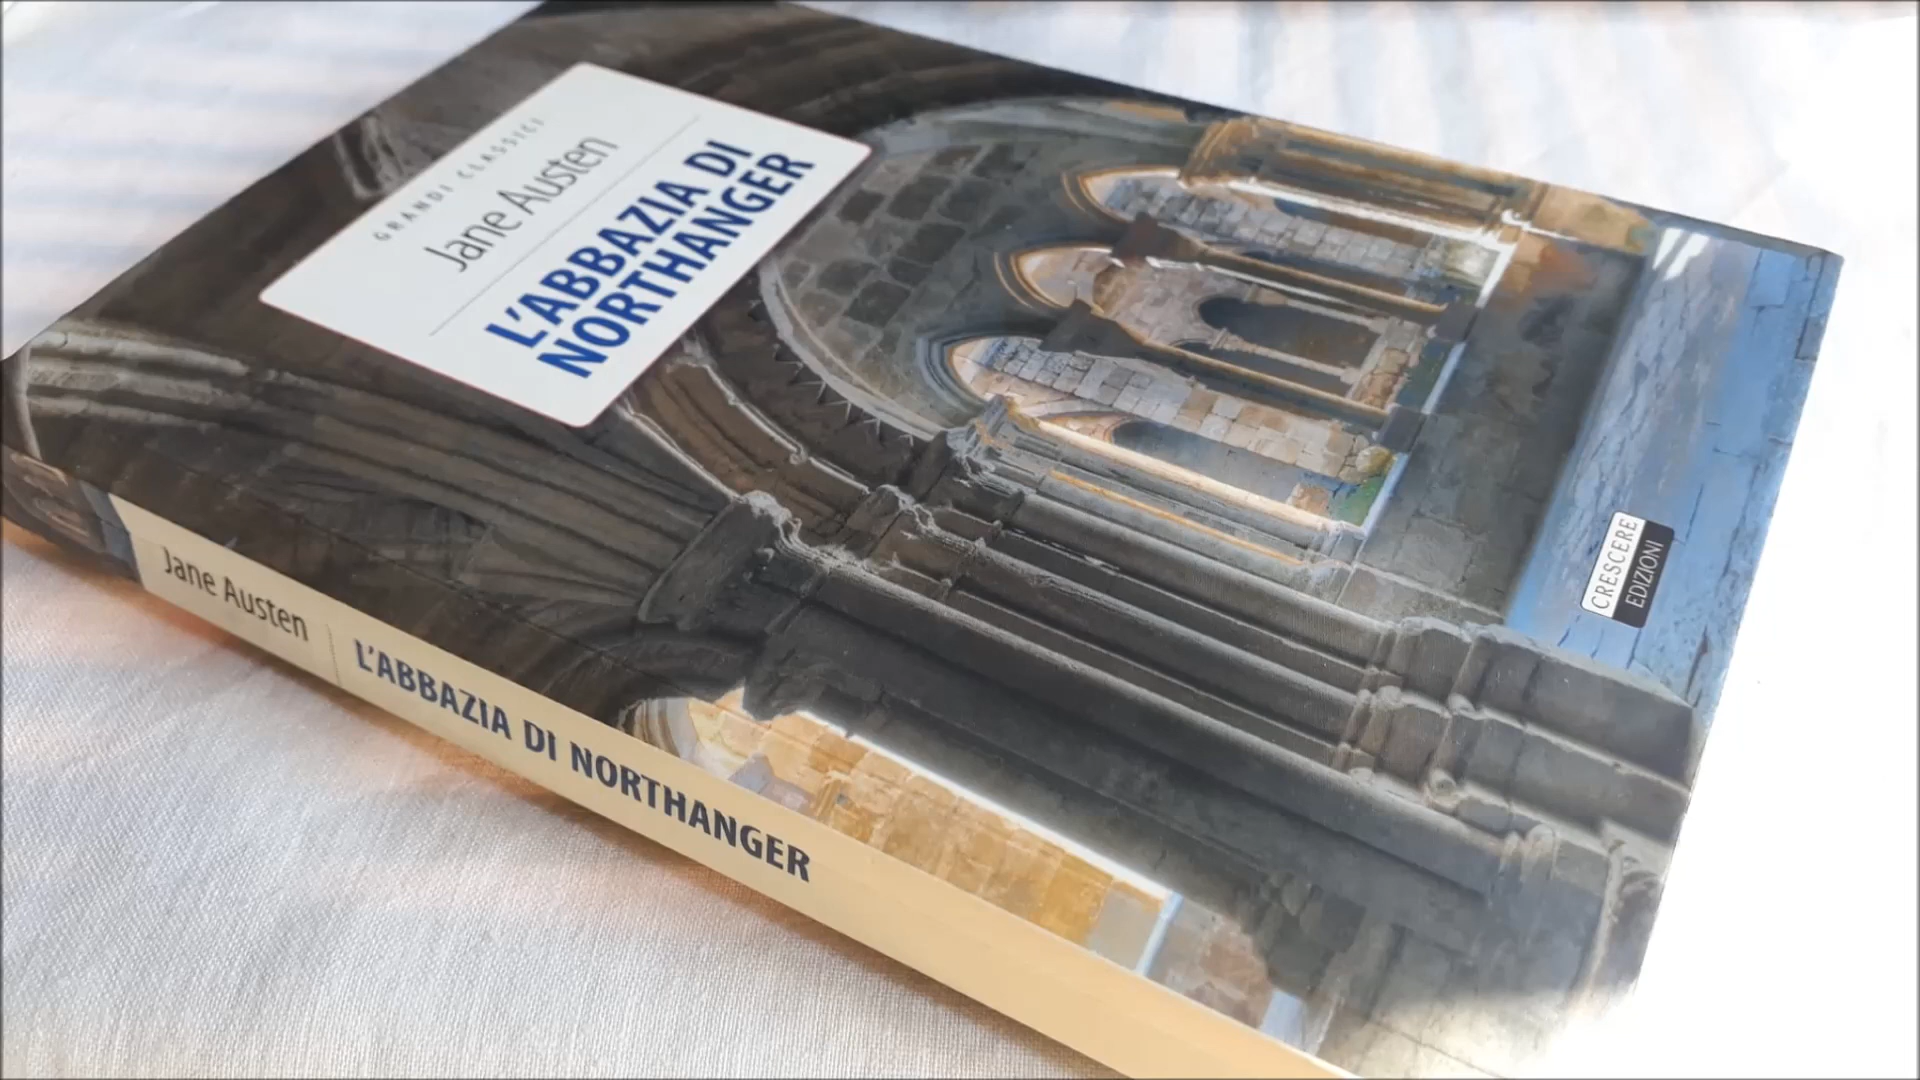 GRANDI CLASSICI
Jane Austen
L'ABBAZIA DI
NORTHANGER
CRESCERE
EDIZIONI
Jane Austen
L'ABBAZIA DI NORTHANGER